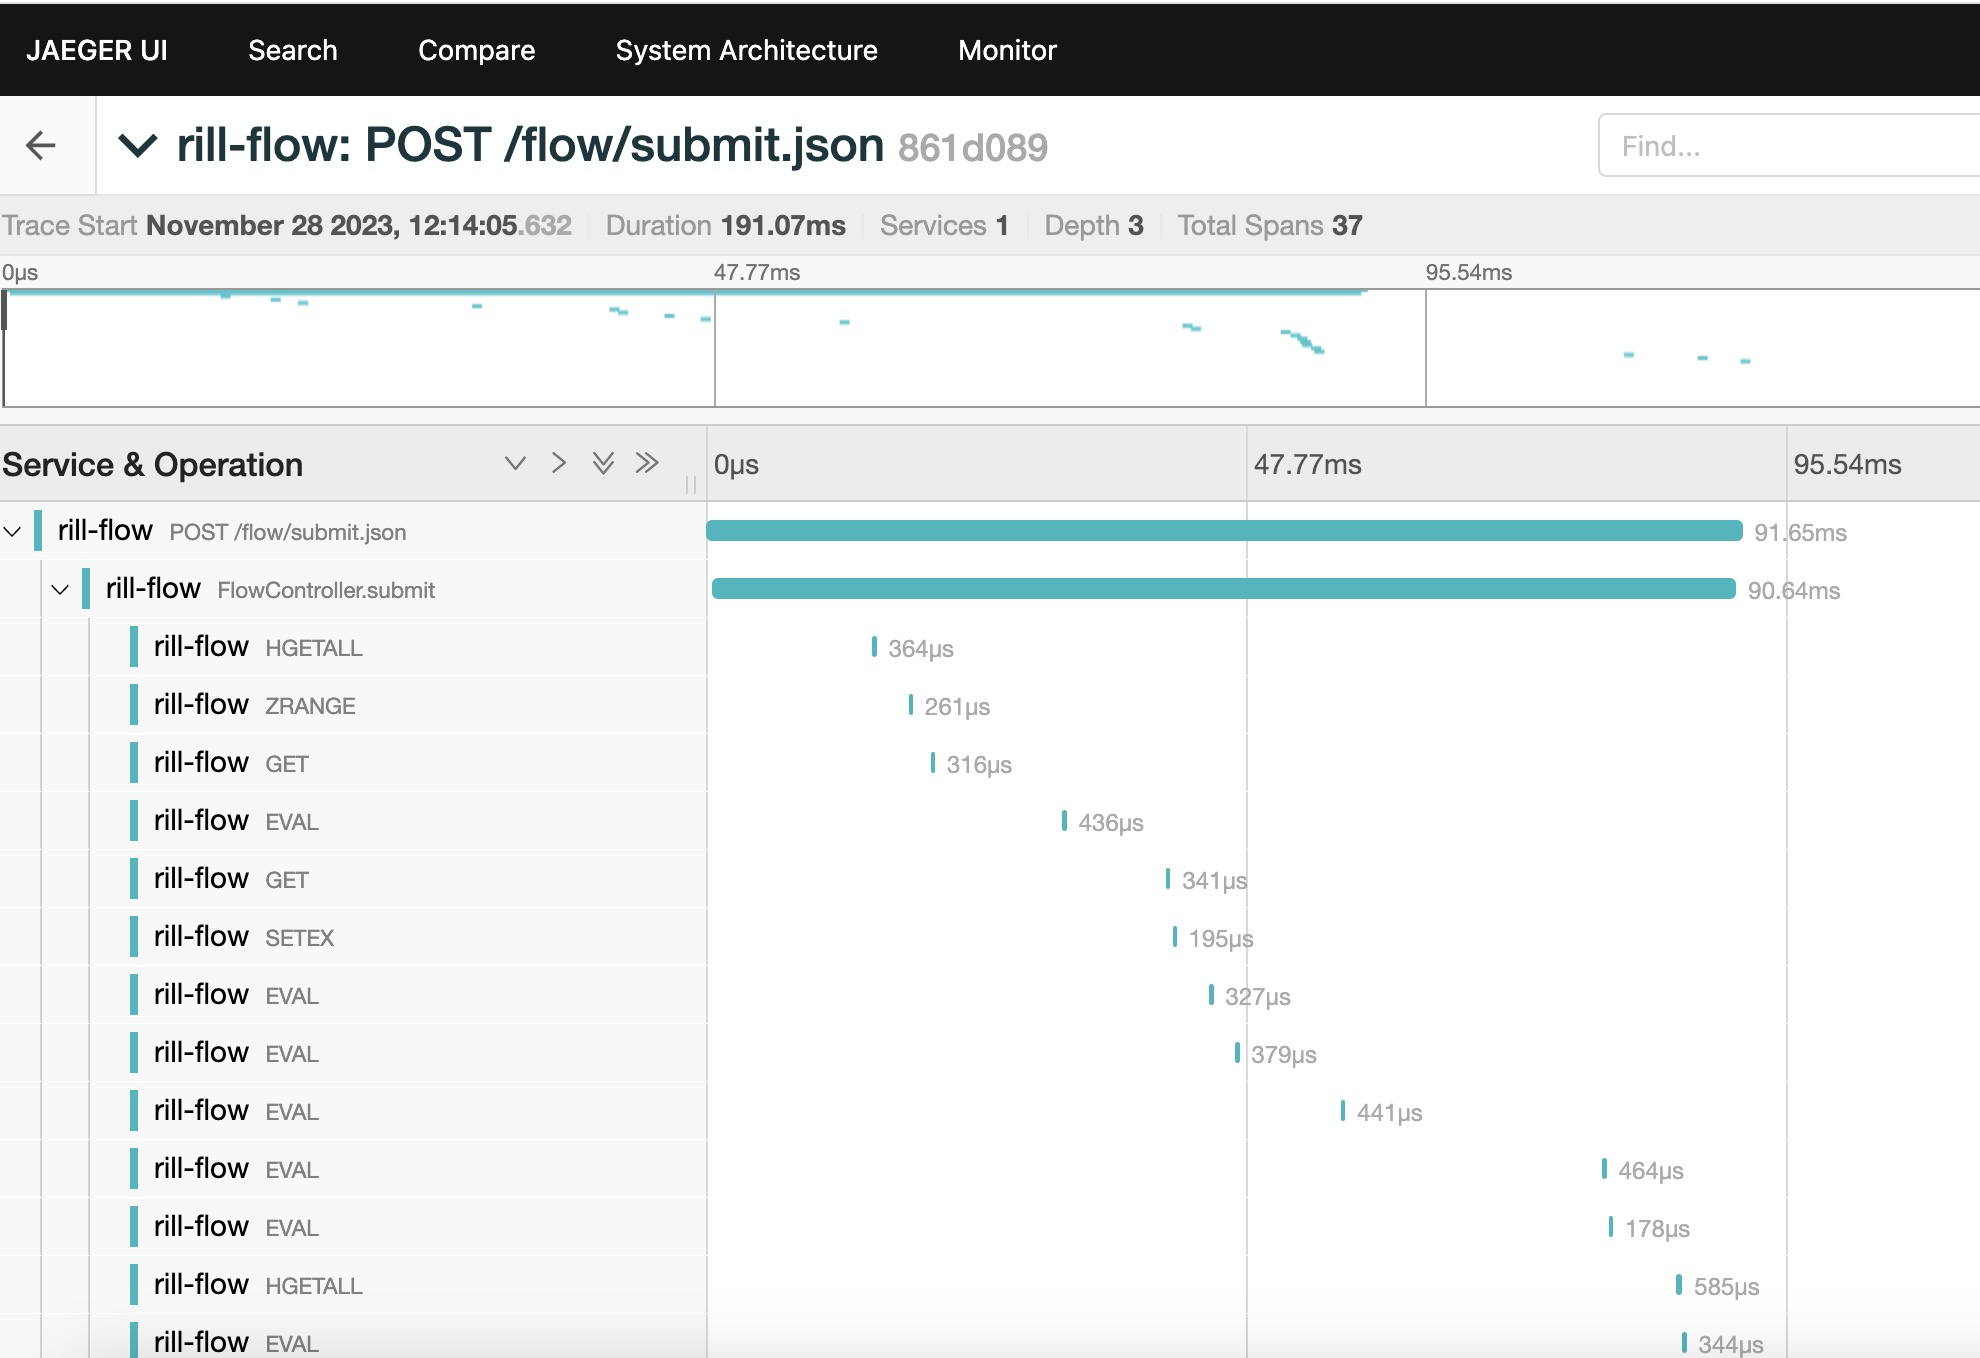 JAEGER UI Search Compare System Architecture Monitor
rill-flow: POST /flow/submit.json 861d089 Find...
Trace Start November 28 2023, 12:14:05.632 Duration 191.07ms Services 1 Depth 3 Total Spans 37
0μs 47.77ms 95.54ms
Service & Operation 0μs 47.77ms 95.54ms
rill-flow POST /flow/submit.json 91.65ms
rill-flow FlowController.submit 90.64ms
rill-flow HGETALL 364μs
rill-flow ZRANGE 261μs
rill-flow GET 316μs
rill-flow EVAL 436μs
rill-flow GET 341μs
rill-flow SETEX 195μs
rill-flow EVAL 327μs
rill-flow EVAL 379μs
rill-flow EVAL 441μs
rill-flow EVAL 464μs
rill-flow EVAL 178μs
rill-flow HGETALL 585μs
rill-flow EVAL 344μs